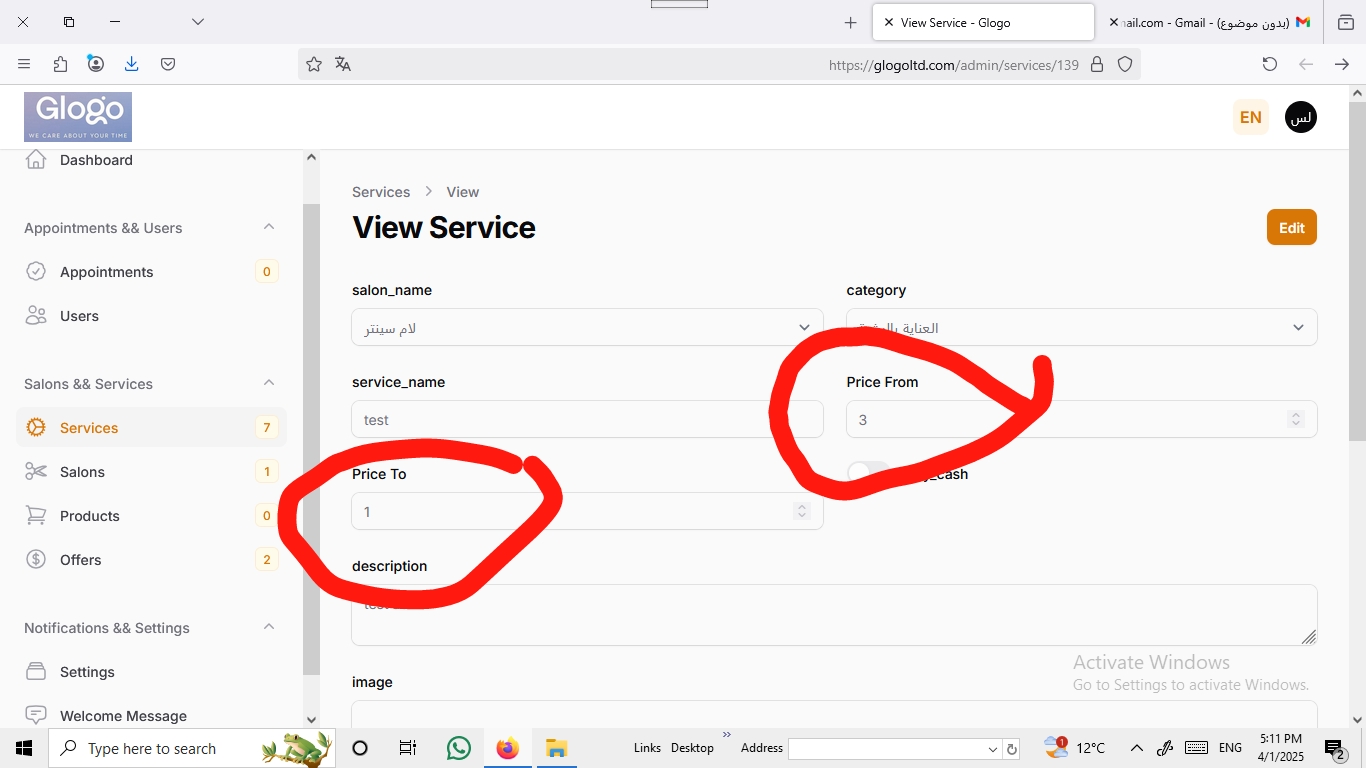 View Service - Glogo
(بدون موضوع) - Gmail - nail.com
https://glogoltd.com/admin/services/139
Glogo
WE CARE ABOUT YOUR TIME
EN
لس
Dashboard
Appointments && Users
Appointments 0
Users
Salons && Services
Services 7
Salons 1
Products 0
Offers 2
Notifications && Settings
Settings
Welcome Message
Services > View
View Service
Edit
salon_name
لام سينتر
category
العناية
service_name
test
Price From
3
Price To
1
description
image
Activate Windows
Go to Settings to activate Windows.
Type here to search
Links
Desktop
»
Address
1
12°C
ENG
5:11 PM
4/1/2025
2